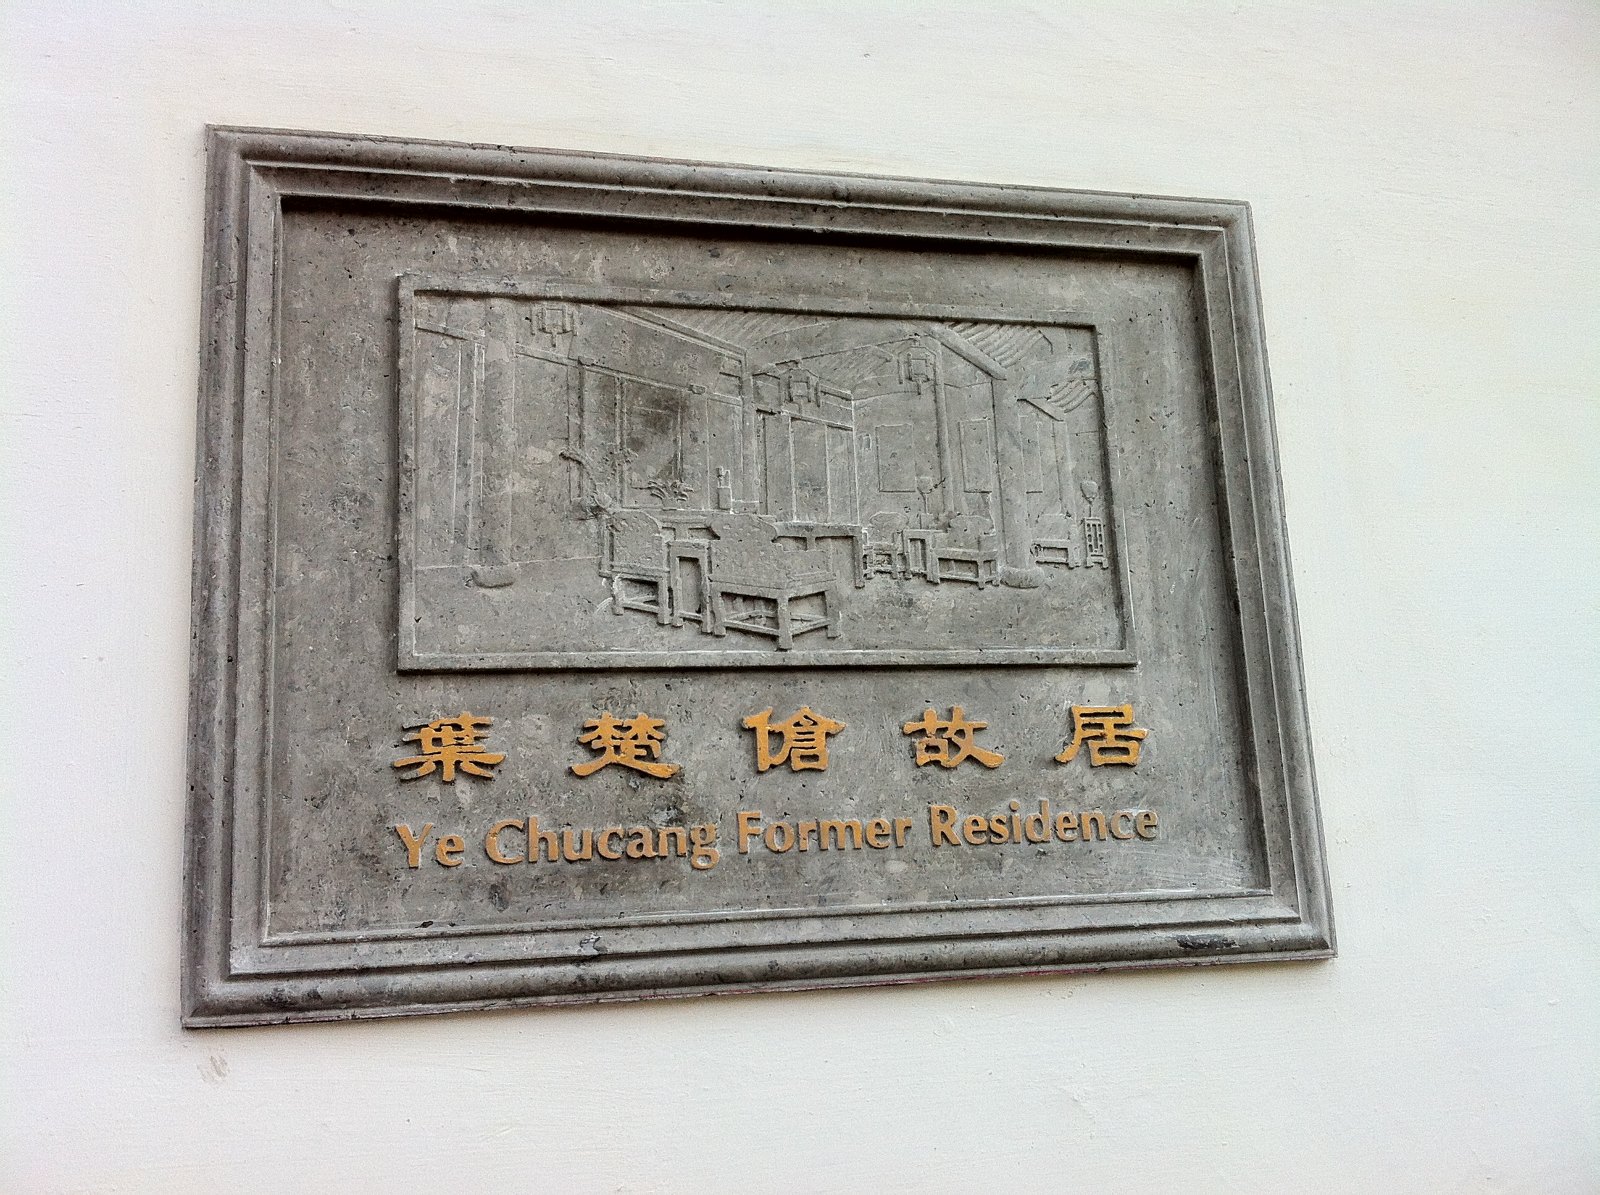 葉楚傖故居
Ye Chucang Former Residence